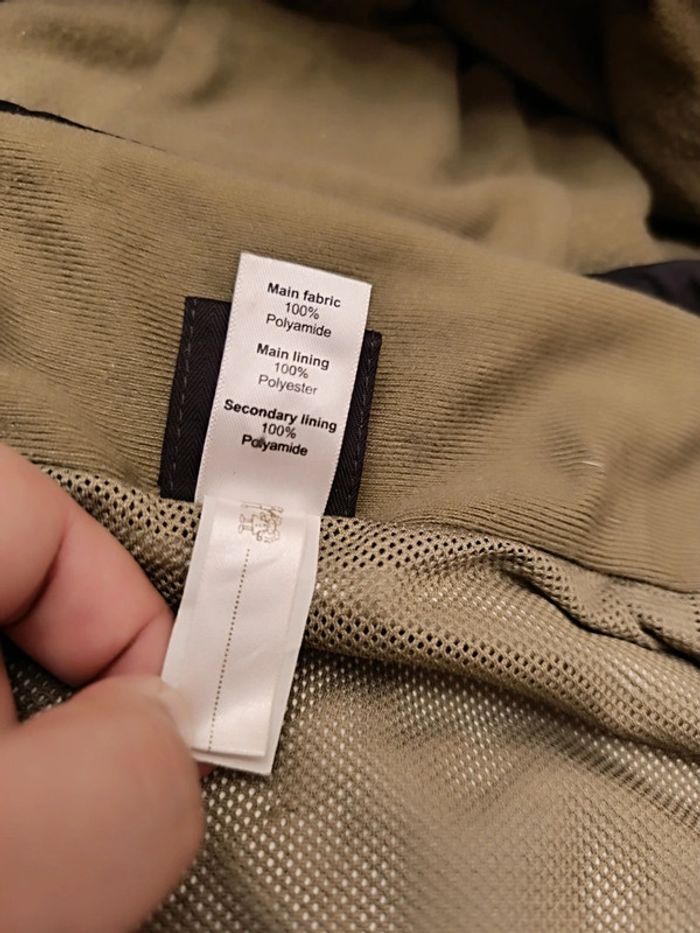 Main fabric
100%
Polyamide
Main lining
100%
Polyester
Secondary lining
100%
Polyamide